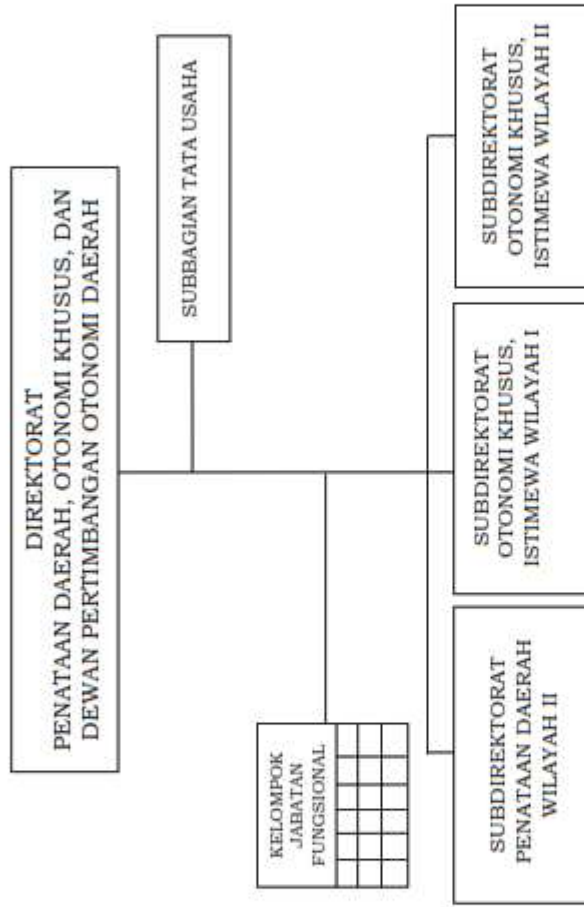 DIREKTORAT
PENATAAN DAERAH, OTONOMI KHUSUS, DAN
DEWAN PERTIMBANGAN OTONOMI DAERAH
SUBBAGIAN TATA USAHA
KELOMPOK
JABATAN
FUNGSIONAL
SUBDIREKTORAT
PENATAAN DAERAH
WILAYAH II
SUBDIREKTORAT
OTONOMI KHUSUS,
ISTIMEWA WILAYAH I
SUBDIREKTORAT
OTONOMI KHUSUS,
ISTIMEWA WILAYAH II